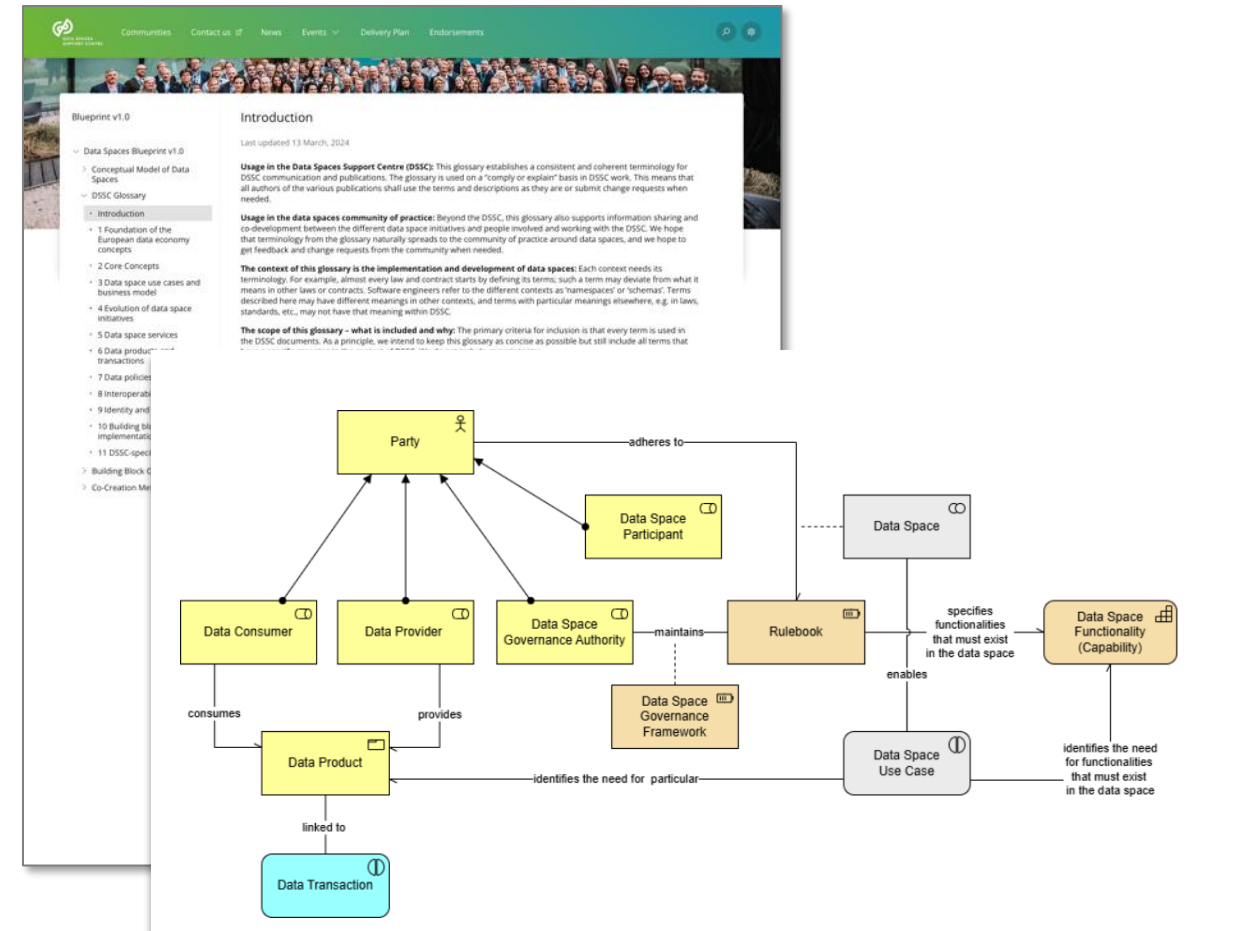 DATA SPACES
SUPPORT CENTRE
Communities
Contact us
News
Events
Delivery Plan
Endorsements
Blueprint v1.0
Data Spaces Blueprint v1.0
Conceptual Model of Data
Spaces
DSSC Glossary
Introduction
1 Foundation of the
European data economy
concepts
2 Core Concepts
3 Data space use cases and
business model
4 Evolution of data space
initiatives
5 Data space services
6 Data products and
transactions
7 Data policies
8 Interoperabi
9 Identity and
10 Building bl
implementatio
11 DSSC-speci
Building Block
Co-Creation Me
Introduction
Last updated 13 March, 2024
Usage in the Data Spaces Support Centre (DSSC): This glossary establishes a consistent and coherent terminology for
DSSC communication and publications. The glossary is used on a "comply or explain" basis in DSSC work. This means that
all authors of the various publications shall use the terms and descriptions as they are or submit change requests when
needed.
Usage in the data spaces community of practice: Beyond the DSSC, this glossary also supports information sharing and
co-development between the different data space initiatives and people involved and working with the DSSC. We hope
that terminology from the glossary naturally spreads to the community of practice around data spaces, and we hope to
get feedback and change requests from the community when needed.
The context of this glossary is the implementation and development of data spaces: Each context needs its
terminology. For example, almost every law and contract starts by defining its terms; such a term may deviate from what it
means in other laws or contracts. Software engineers refer to the different contexts as 'namespaces' or 'schemas'. Terms
described here may have different meanings in other contexts, and terms with particular meanings elsewhere, e.g. in laws,
standards, etc., may not have that meaning within DSSC.
The scope of this glossary – what is included and why: The primary criteria for inclusion is that every term is used in
the DSSC documents. As a principle, we intend to keep this glossary as concise as possible but still include all terms that
Party
adheres to
Data Space
Participant
Data Space
Data Consumer
Data Provider
Data Space
Governance Authority
maintains
Rulebook
specifies
functionalities
that must exist
in the data space
Data Space
Functionality
(Capability)
enables
consumes
provides
Data Space
Governance
Framework
Data Product
identifies the need for particular
Data Space
Use Case
identifies the need
for functionalities
that must exist
in the data space
linked to
Data Transaction